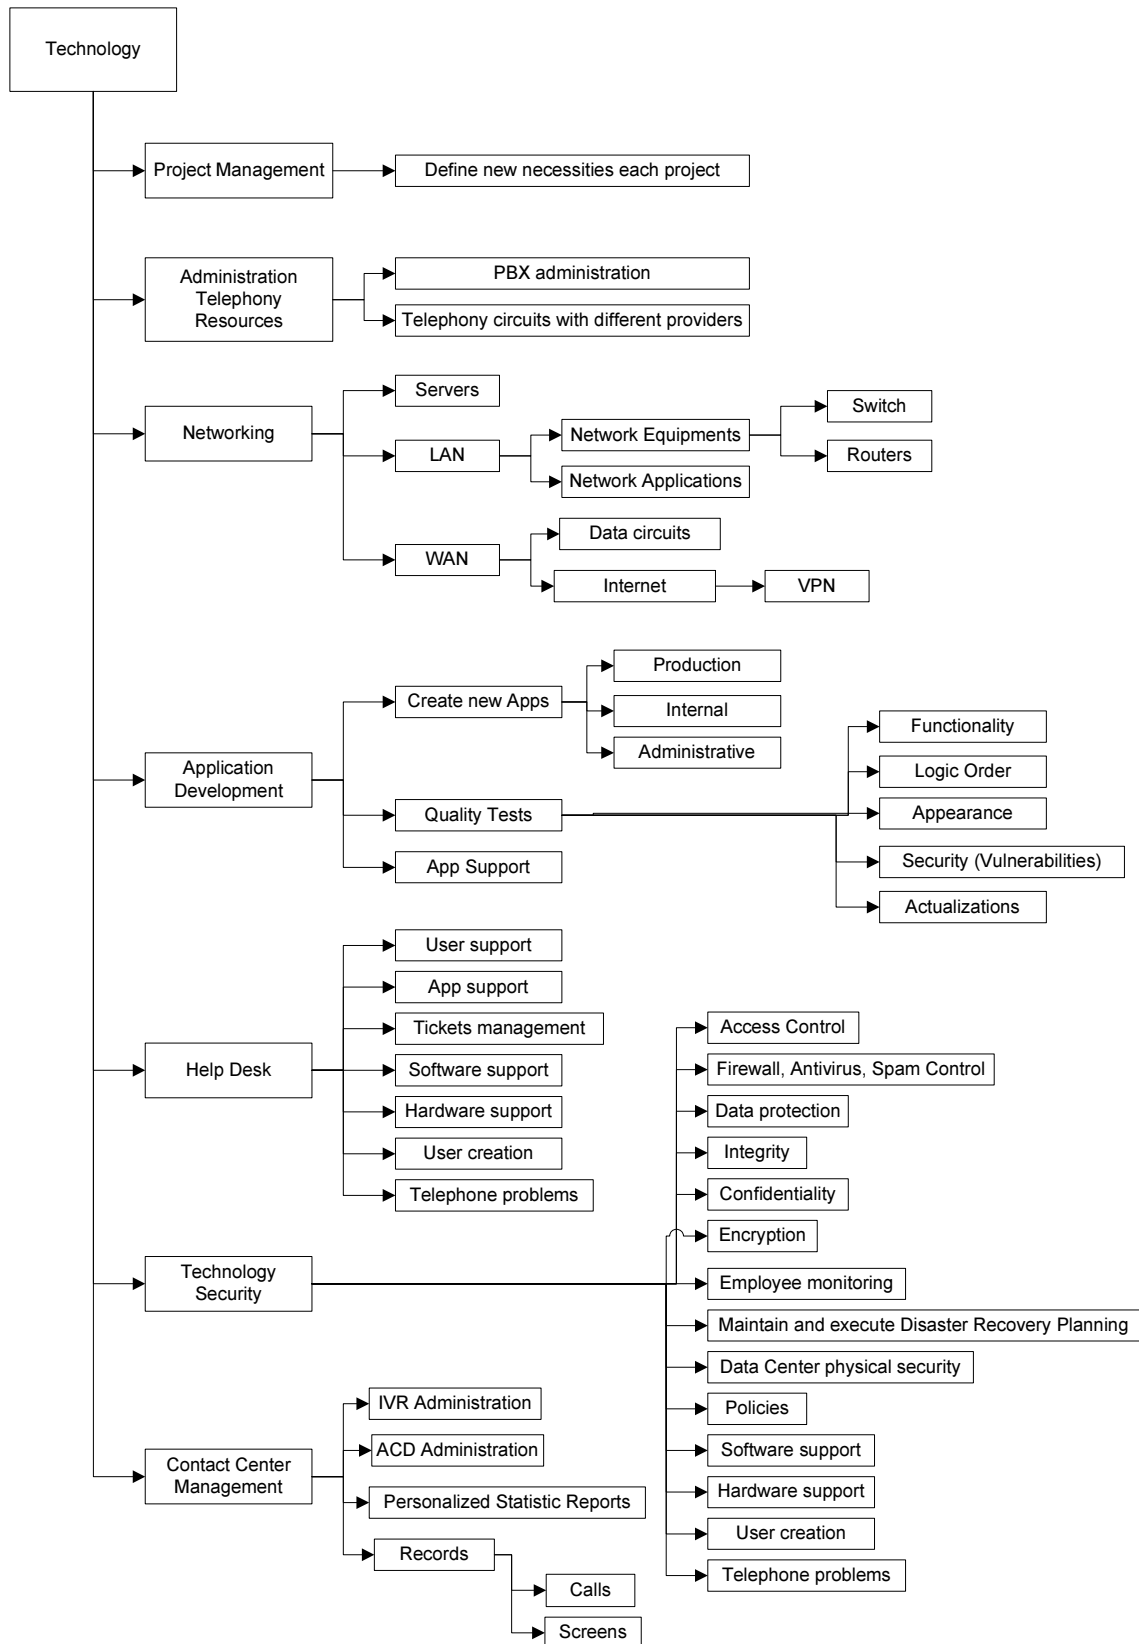 Technology
Project Management
Define new necessities each project
Administration
Telephony
Resources
PBX administration
Telephony circuits with different providers
Networking
Servers
LAN
Network Equipments
Switch
Routers
Network Applications
WAN
Data circuits
Internet
VPN
Application
Development
Create new Apps
Production
Internal
Administrative
Quality Tests
Functionality
Logic Order
Appearance
Security (Vulnerabilities)
Actualizations
App Support
Help Desk
User support
App support
Tickets management
Software support
Hardware support
User creation
Telephone problems
Technology
Security
Access Control
Firewall, Antivirus, Spam Control
Data protection
Integrity
Confidentiality
Encryption
Employee monitoring
Maintain and execute Disaster Recovery Planning
Data Center physical security
Policies
Software support
Hardware support
User creation
Telephone problems
Contact Center
Management
IVR Administration
ACD Administration
Personalized Statistic Reports
Records
Calls
Screens